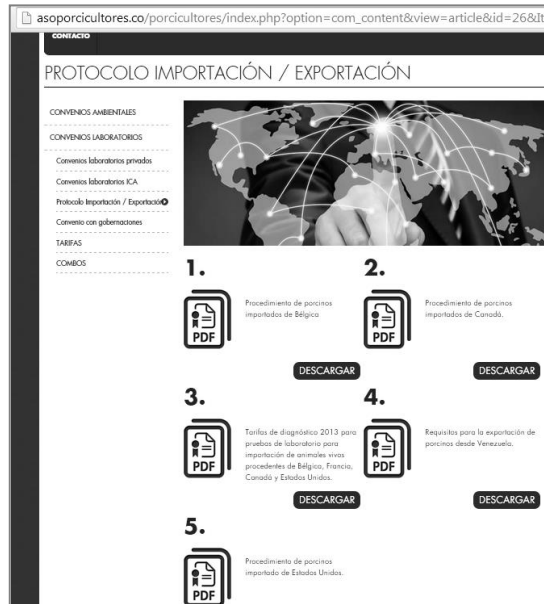 asoporcicultores.co/porcicultores/index.php?option=com_content&view=article&id=26&It
CONTACTO
PROTOCOLO IMPORTACIÓN / EXPORTACIÓN
CONVENIOS AMBIENTALES
CONVENIOS LABORATORIOS
Convenios laboratorios privados
Convenios laboratorios ICA
Protocolo Importación / Exportación
Convenio con gobernaciones
TARIFAS
COMBOS
1.
PDF
Procedimiento de porcinos
importados de Bélgica
DESCARGAR
2.
PDF
Procedimiento de porcinos
importados de Canadá.
DESCARGAR
3.
PDF
Tarifas de diagnóstico 2013 para
pruebas de laboratorio para
importación de animales vivos
procedentes de Bélgica, Francia,
Canadá y Estados Unidos.
DESCARGAR
4.
PDF
Requisitos para la exportación de
porcinos desde Venezuela.
DESCARGAR
5.
PDF
Procedimiento de porcinos
importado de Estados Unidos.